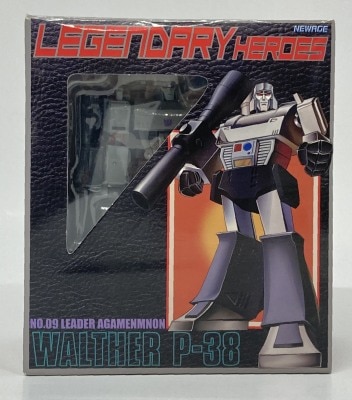 NEWAGE
LEGENDARY HEROES
NO.09 LEADER AGAMENMNON
WALTHER P-38